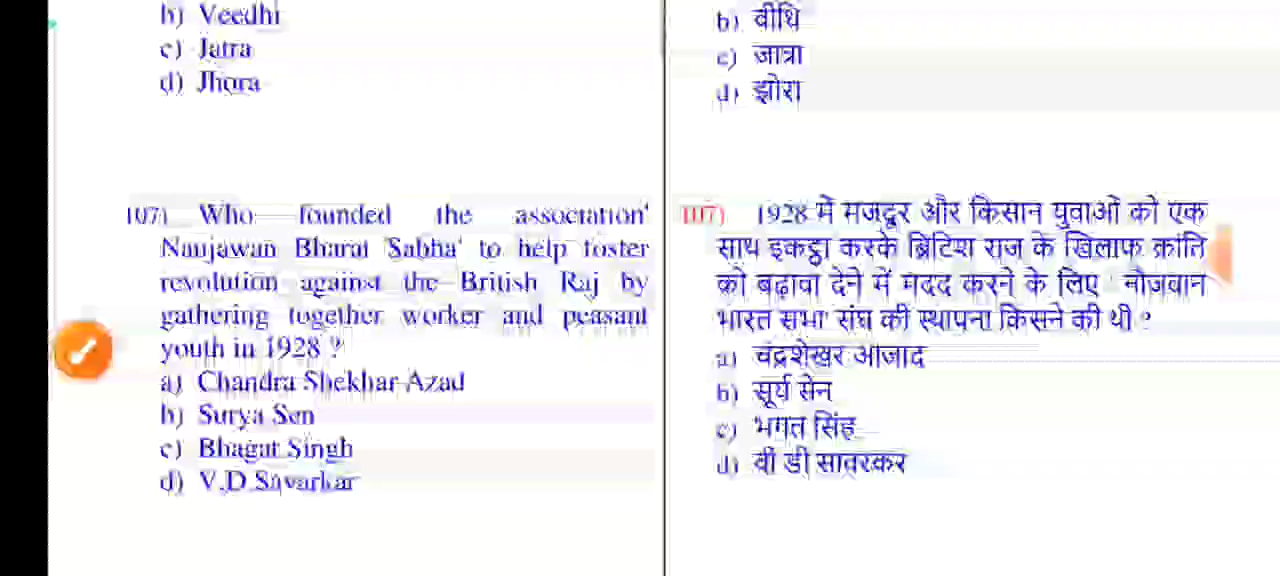 b) Veedhi
c) Jatra
d) Jhora
107) Who founded the association'
Naujawan Bharat Sabha' to help foster
revolution against the British Raj by
gathering together worker and peasant
youth in 1928 ?
a) Chandra Shekhar Azad
b) Surya Sen
c) Bhagat Singh
d) V.D.Savarkar
b) वीथि
c) जात्रा
d) झोरा
107) 1928 में मजदूर और किसान युवाओं को एक
साथ इकट्ठा करके ब्रिटिश राज के खिलाफ क्रांति
को बढ़ावा देने में मदद करने के लिए ' नौजवान
भारत सभा' संघ की स्थापना किसने की थी ?
a) चंद्रशेखर आजाद
b) सूर्य सेन
c) भगत सिंह
d) वी डी सावरकर